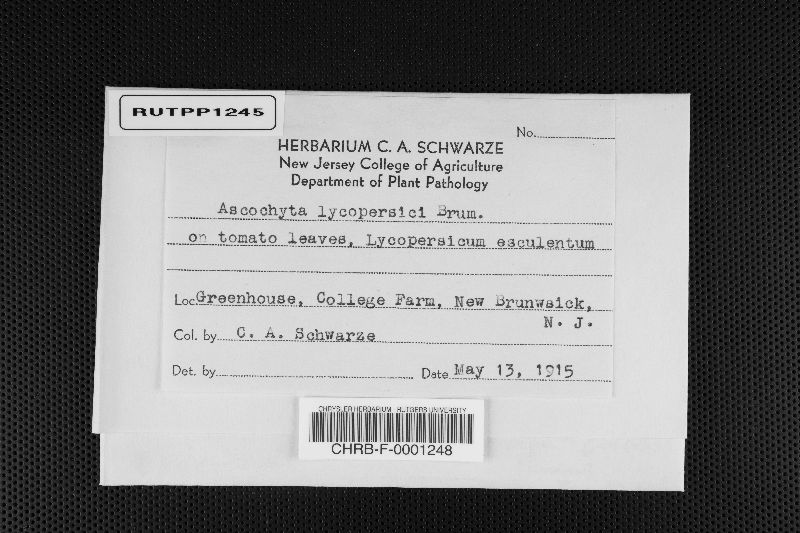 RUTPP1245
No.
HERBARIUM C. A. SCHWARZE
New Jersey College of Agriculture
Department of Plant Pathology
Ascochyta lycopersici Brum.
on tomato leaves, Lycopersicum esculentum
Loc. Greenhouse, College Farm, New Brunwsick,
N. J.
Col. by C. A. Schwarze
Det. by Date May 13, 1915
CHRYSLER HERBARIUM - RUTGERS UNIVERSITY
CHRB-F-0001248